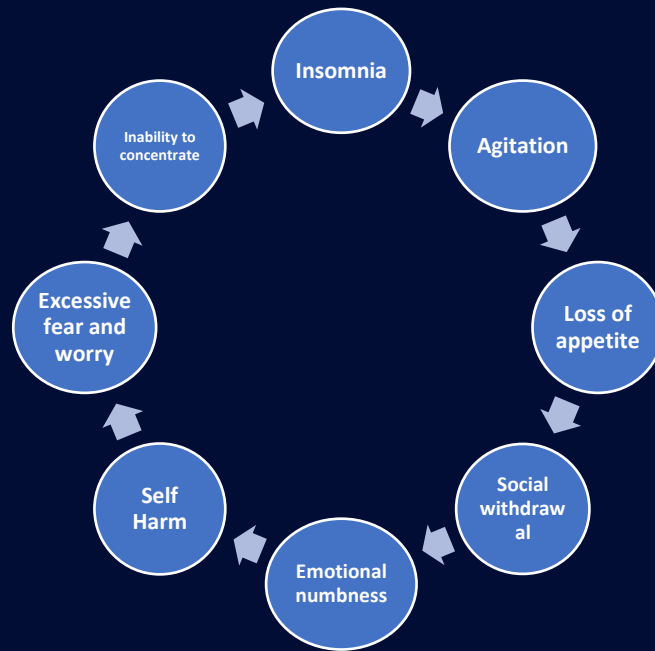 Insomnia
Agitation
Loss of
appetite
Social
withdraw
al
Emotional
numbness
Self
Harm
Excessive
fear and
worry
Inability to
concentrate